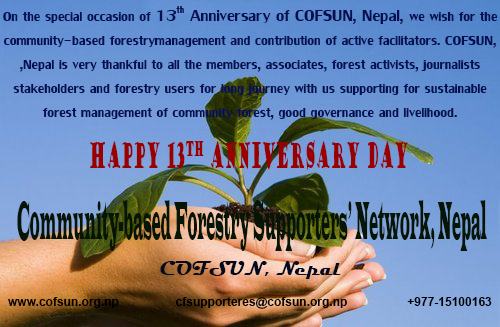 On the special occasion of 13th Anniversary of COFSUN, Nepal, we wish for the
community-based forestrymanagement and contribution of active facilitators. COFSUN,
,Nepal is very thankful to all the members, associates, forest activists, journalists
stakeholders and forestry users for long journey with us supporting for sustainable
forest management of community forest, good governance and livelihood.
HAPPY 13TH ANNIVERSARY DAY
Community-based Forestry Supporters' Network, Nepal
COFSUN, Nepal
www.cofsun.org.np cfsupporteres@cofsun.org.np +977-15100163